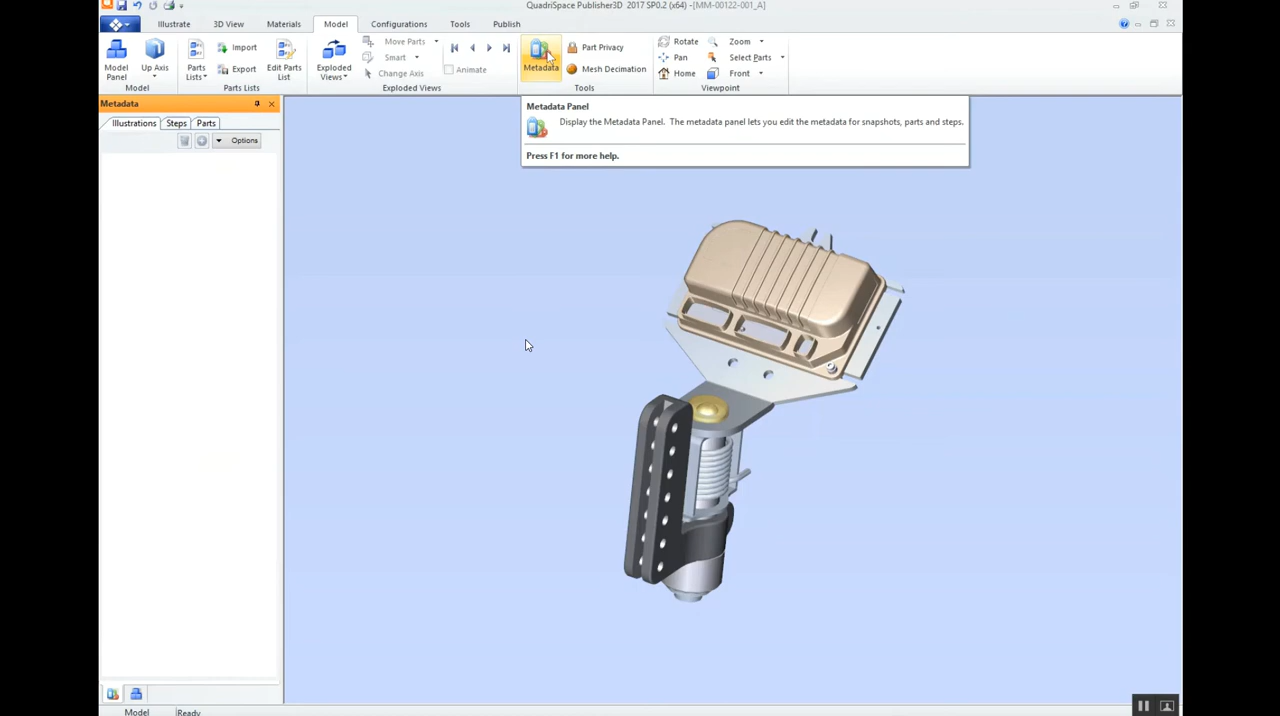 QuadriSpace Publisher3D 2017 SP0.2 (x64) -[MM-00122-001_A]
Illustrate 3D View Materials Model Configurations Tools Publish
Model Panel
Up Axis
Model
Parts Lists
Import
Export
Edit Parts List
Parts Lists
Exploded Views
Move Parts
Smart
Change Axis
Animate
Exploded Views
Metadata
Part Privacy
Mesh Decimation
Tools
Rotate Zoom
Pan Select Parts
Home Front
Viewpoint
Metadata
Illustrations Steps Parts
Options
Metadata Panel
Display the Metadata Panel. The metadata panel lets you edit the metadata for snapshots, parts and steps.
Press F1 for more help.
Model Ready